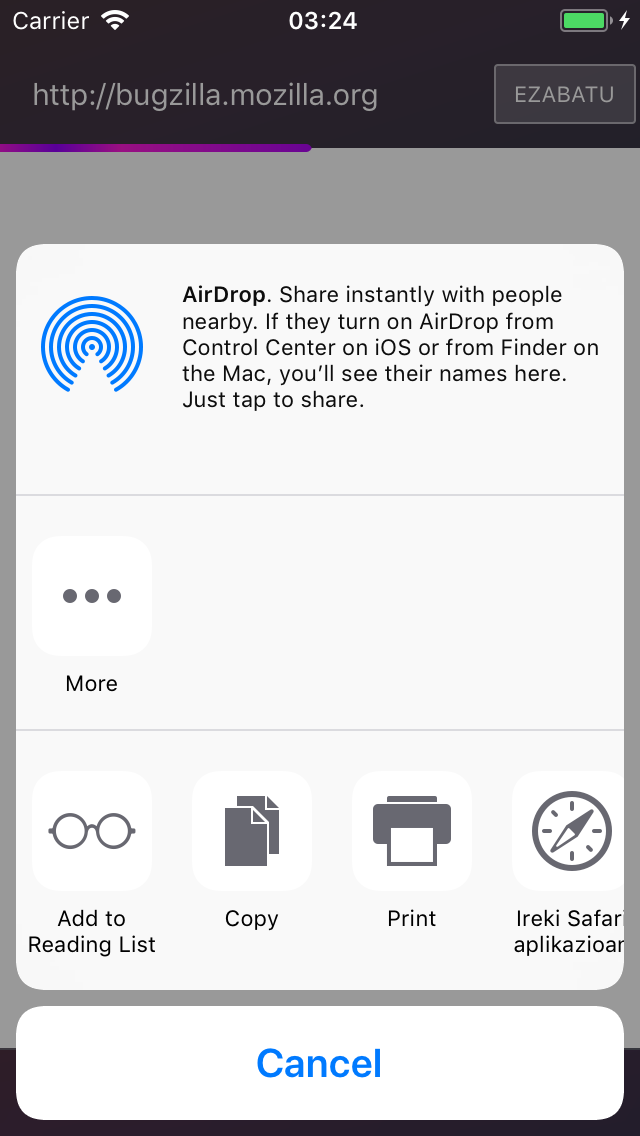 Carrier 03:24
http://bugzilla.mozilla.org EZABATU
AirDrop. Share instantly with people
nearby. If they turn on AirDrop from
Control Center on iOS or from Finder on
the Mac, you’ll see their names here.
Just tap to share.
More
Add to
Reading List
Copy
Print
Ireki Safari
aplikazioan
Cancel